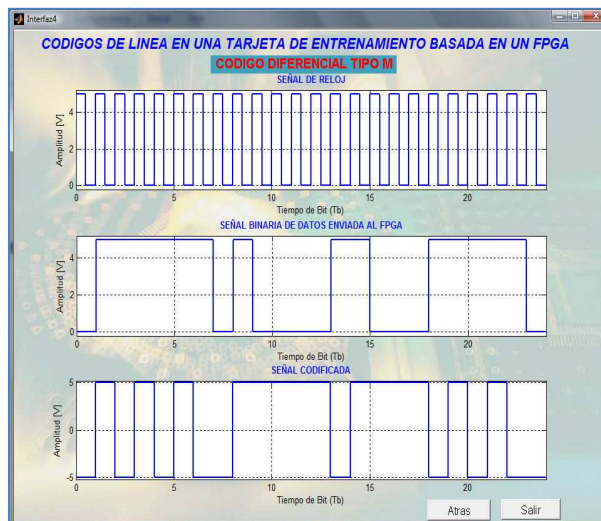 Interfaz4
CODIGOS DE LINEA EN UNA TARJETA DE ENTRENAMIENTO BASADA EN UN FPGA
CODIGO DIFERENCIAL TIPO M
SEÑAL DE RELOJ
Amplitud [V]
4
2
0
0 5 10 15 20
Tiempo de Bit (Tb)
SEÑAL BINARIA DE DATOS ENVIADA AL FPGA
Amplitud [V]
4
2
0
0 5 10 15 20
Tiempo de Bit (Tb)
SEÑAL CODIFICADA
Amplitud [V]
5
0
-5
0 5 10 15 20
Tiempo de Bit (Tb)
Atras Salir